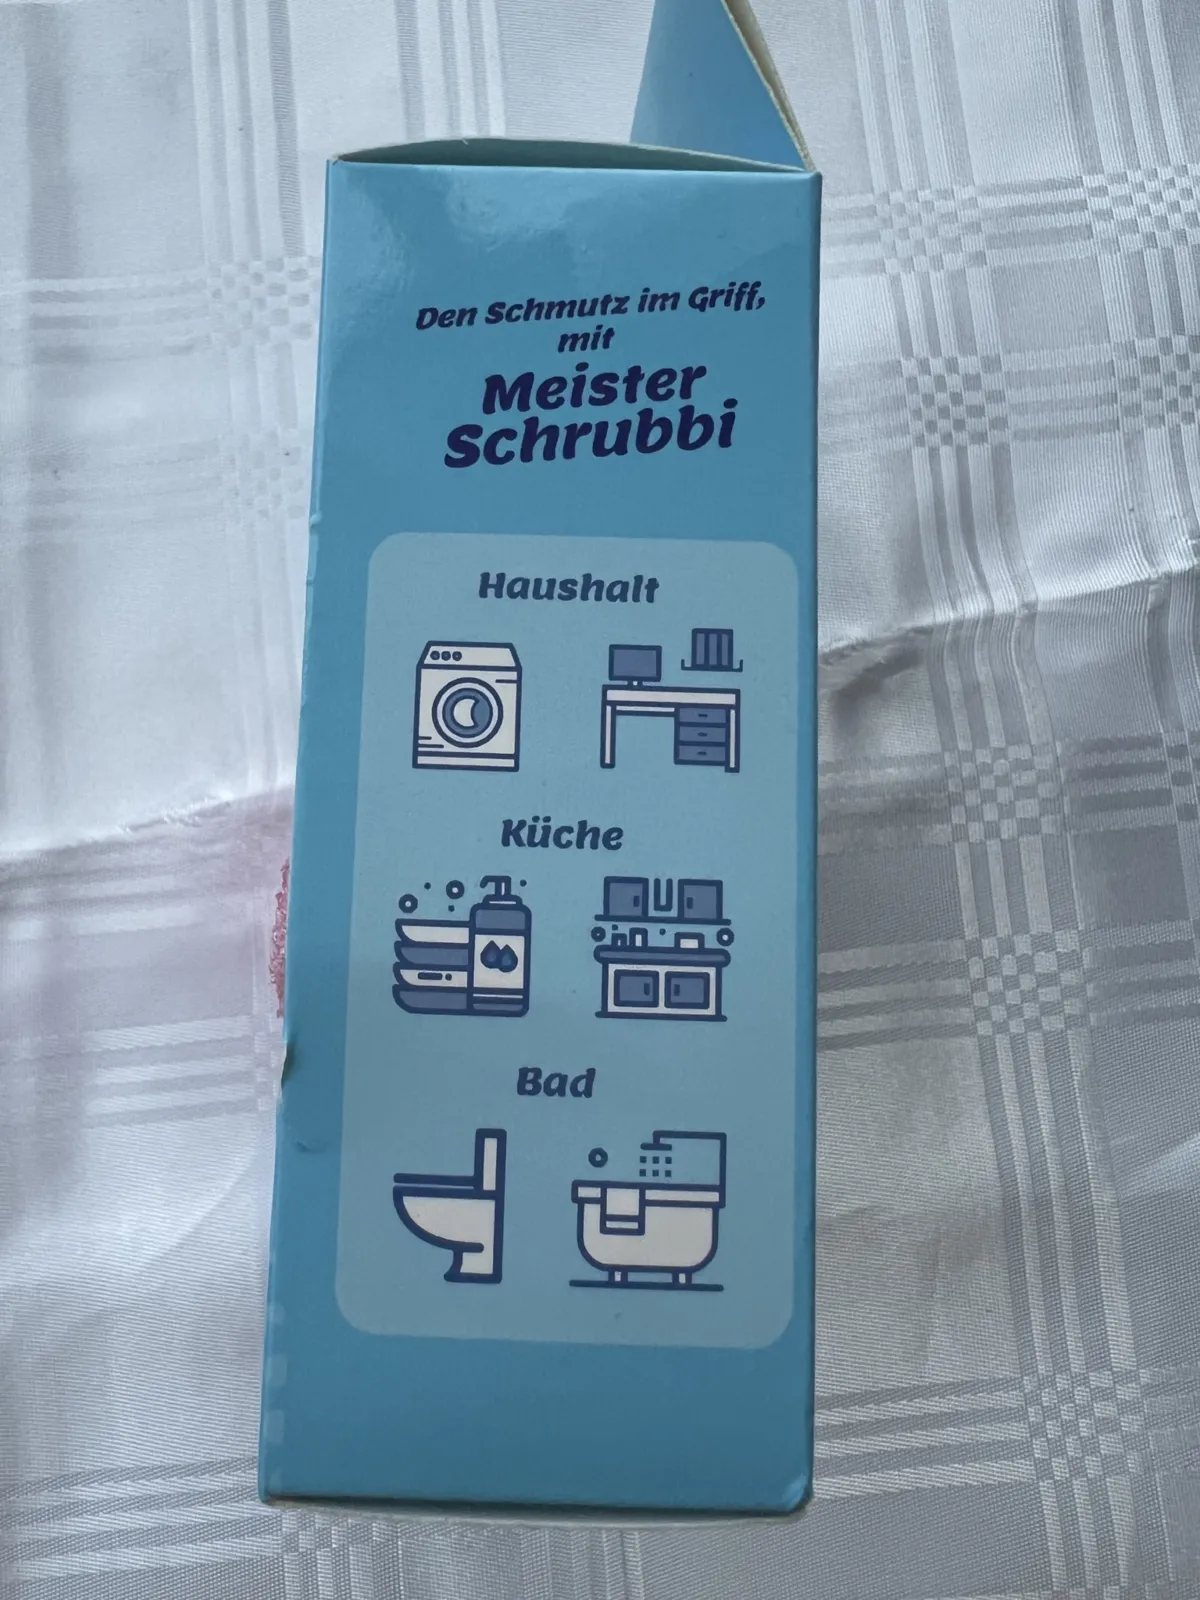 Den Schmutz im Griff,
mit
Meister
Schrubbi
Haushalt
Küche
Bad